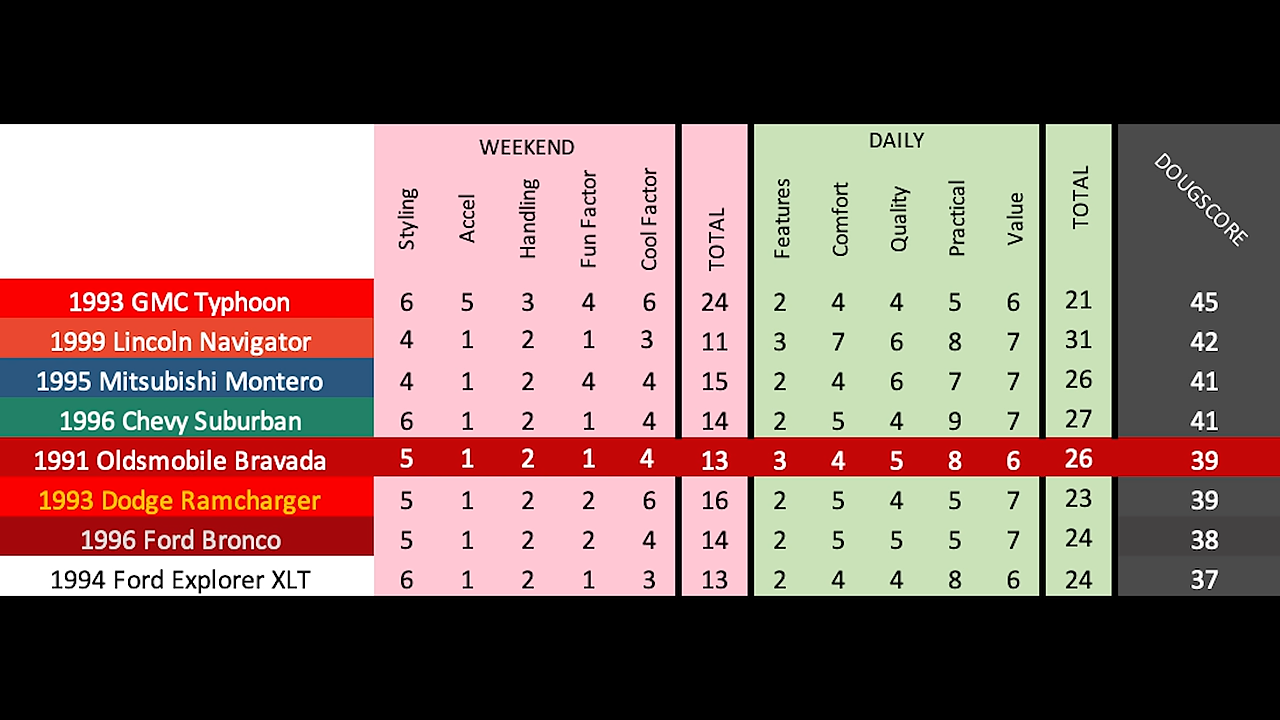 WEEKEND DAILY
Styling Accel Handling Fun Factor Cool Factor TOTAL Features Comfort Quality Practical Value TOTAL DOUGSCORE
1993 GMC Typhoon 6 5 3 4 6 24 2 4 4 5 6 21 45
1999 Lincoln Navigator 4 1 2 1 3 11 3 7 6 8 7 31 42
1995 Mitsubishi Montero 4 1 2 4 4 15 2 4 6 7 7 26 41
1996 Chevy Suburban 6 1 2 1 4 14 2 5 4 9 7 27 41
1991 Oldsmobile Bravada 5 1 2 1 4 13 3 4 5 8 6 26 39
1993 Dodge Ramcharger 5 1 2 2 6 16 2 5 4 5 7 23 39
1996 Ford Bronco 5 1 2 2 4 14 2 5 5 5 7 24 38
1994 Ford Explorer XLT 6 1 2 1 3 13 2 4 4 8 6 24 37